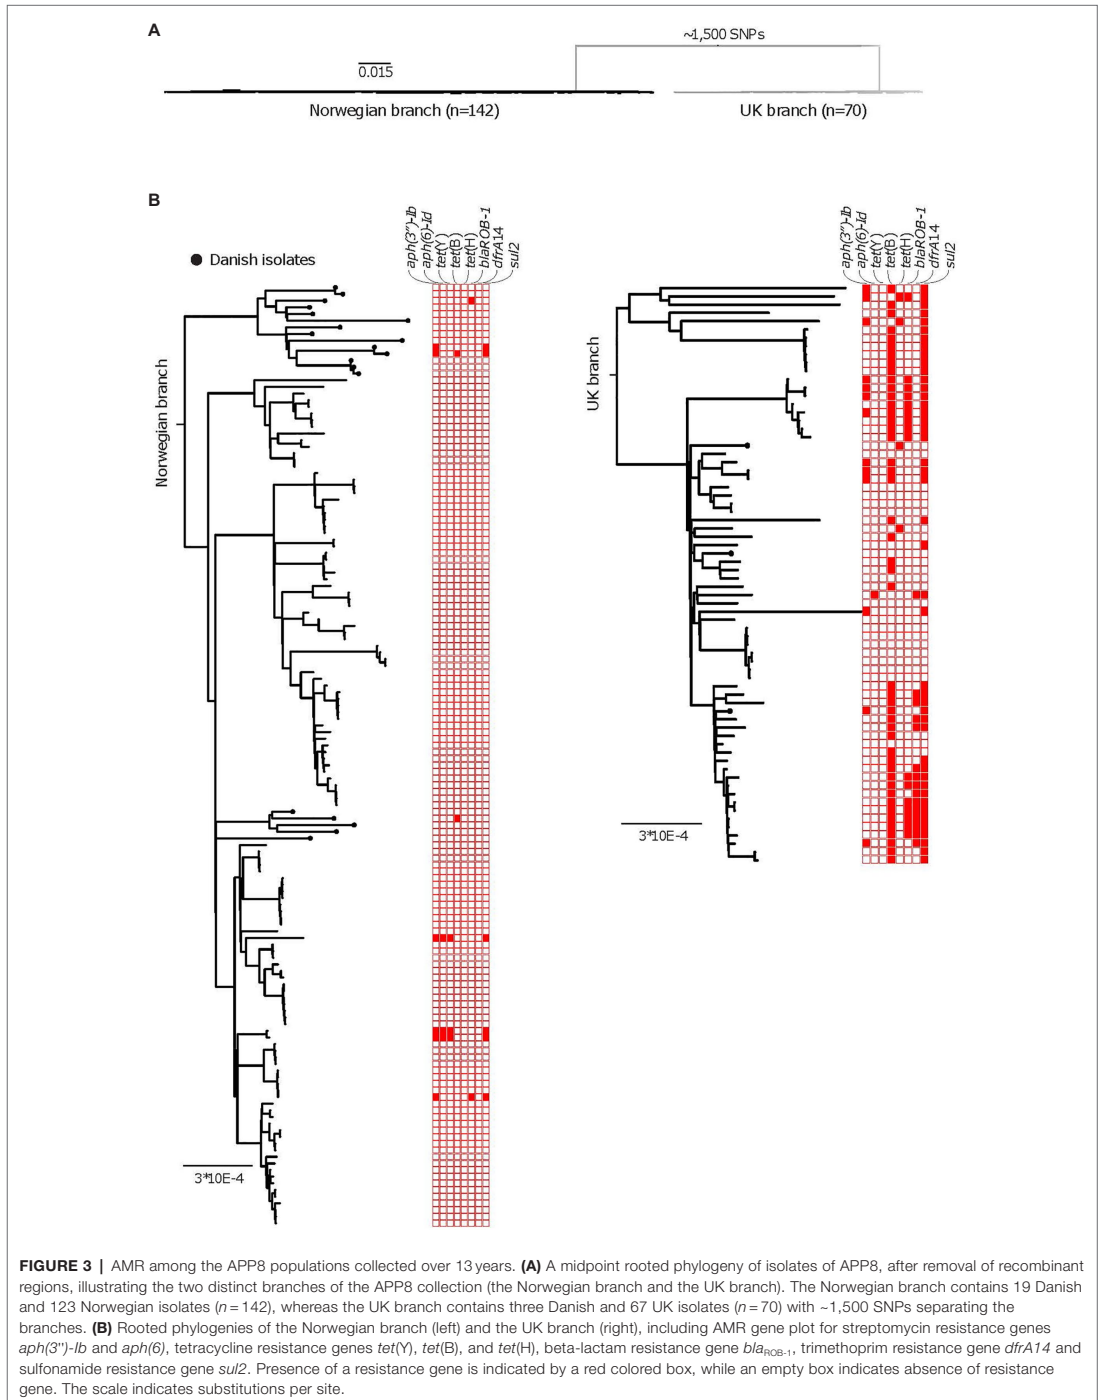 A
~1,500 SNPs
0.015
Norwegian branch (n=142)
UK branch (n=70)
B
Danish isolates
aph(3")-Ib
aph(6)-Id
tet(Y)
tet(B)
tet(H)
blaROB-1
dfrA14
sul2
Norwegian branch
3*10E-4
aph(3")-Ib
aph(6)-Id
tet(Y)
tet(B)
tet(H)
blaROB-1
dfrA14
sul2
UK branch
3*10E-4
FIGURE 3 | AMR among the APP8 populations collected over 13 years. (A) A midpoint rooted phylogeny of isolates of APP8, after removal of recombinant
regions, illustrating the two distinct branches of the APP8 collection (the Norwegian branch and the UK branch). The Norwegian branch contains 19 Danish
and 123 Norwegian isolates (n = 142), whereas the UK branch contains three Danish and 67 UK isolates (n = 70) with ~1,500 SNPs separating the
branches. (B) Rooted phylogenies of the Norwegian branch (left) and the UK branch (right), including AMR gene plot for streptomycin resistance genes
aph(3")-Ib and aph(6), tetracycline resistance genes tet(Y), tet(B), and tet(H), beta-lactam resistance gene blaROB-1, trimethoprim resistance gene dfrA14 and
sulfonamide resistance gene sul2. Presence of a resistance gene is indicated by a red colored box, while an empty box indicates absence of resistance
gene. The scale indicates substitutions per site.